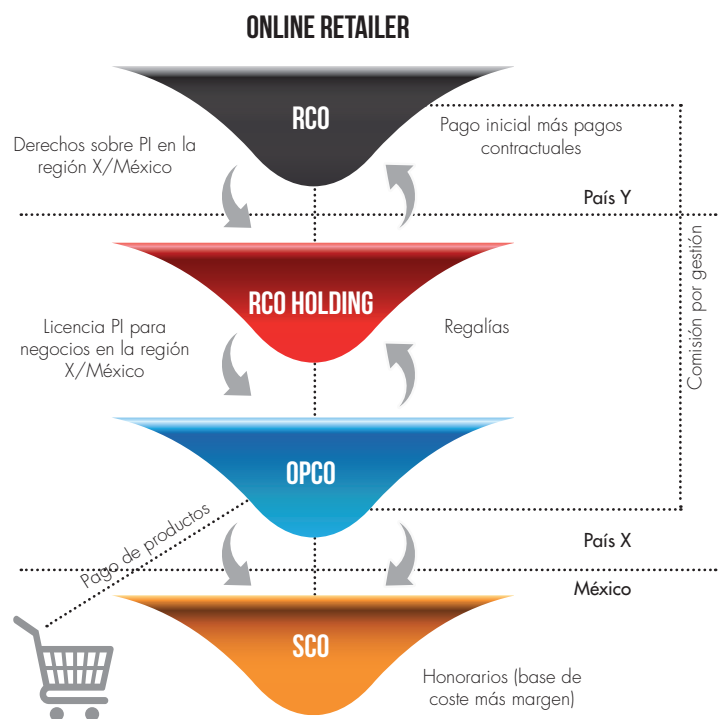 ONLINE RETAILER
RCO
Derechos sobre PI en la
región X/México
Pago inicial más pagos
contractuales
País Y
RCO HOLDING
Licencia PI para
negocios en la región
X/México
Regalías
Comisión por gestión
OPCO
Pago de productos
País X
México
SCO
Honorarios (base de
coste más margen)